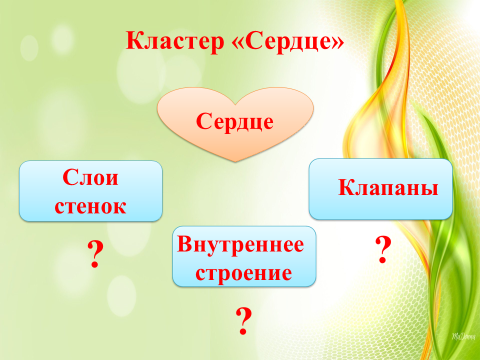 Кластер «Сердце»
Сердце
Слои
стенок
Клапаны
?
Внутреннее
строение
?
?